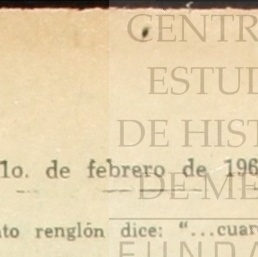 CENTR
ESTUD
DE HIST
1o. de febrero de 196
DE ME
nto renglón dice: "...cuar
FUNDA